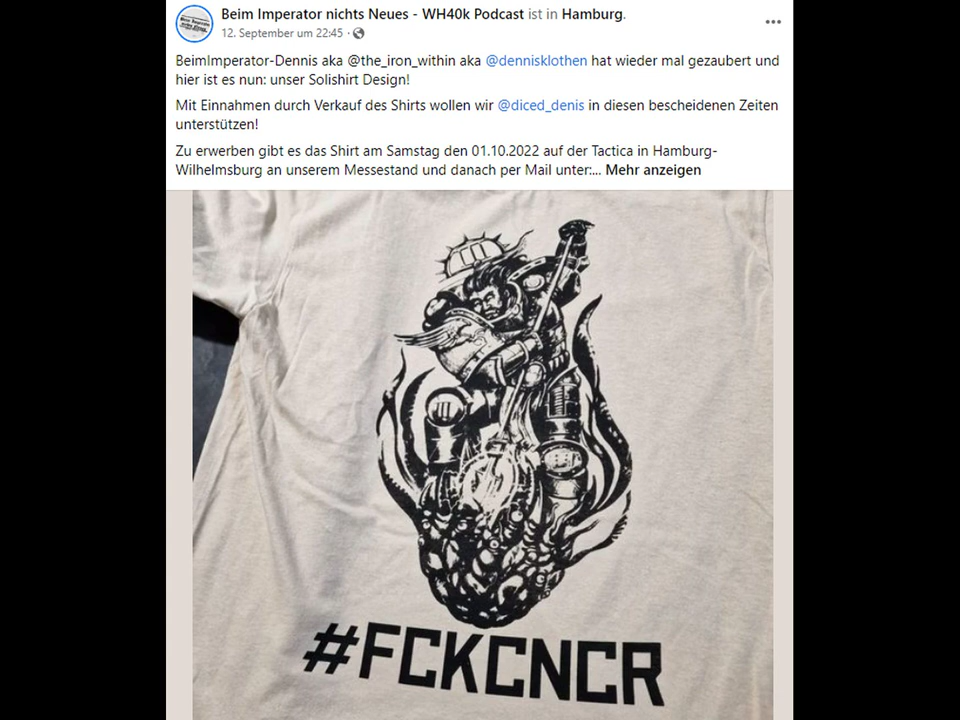 Beim Imperator nichts Neues - WH40k Podcast ist in Hamburg.
12. September um 22:45 ·
BeimImperator-Dennis aka @the_iron_within aka @dennisklothen hat wieder mal gezaubert und
hier ist es nun: unser Solishirt Design!
Mit Einnahmen durch Verkauf des Shirts wollen wir @diced_denis in diesen bescheidenen Zeiten
unterstützen!
Zu erwerben gibt es das Shirt am Samstag den 01.10.2022 auf der Tactica in Hamburg-
Wilhelmsburg an unserem Messestand und danach per Mail unter:... Mehr anzeigen
#FCKCNCR